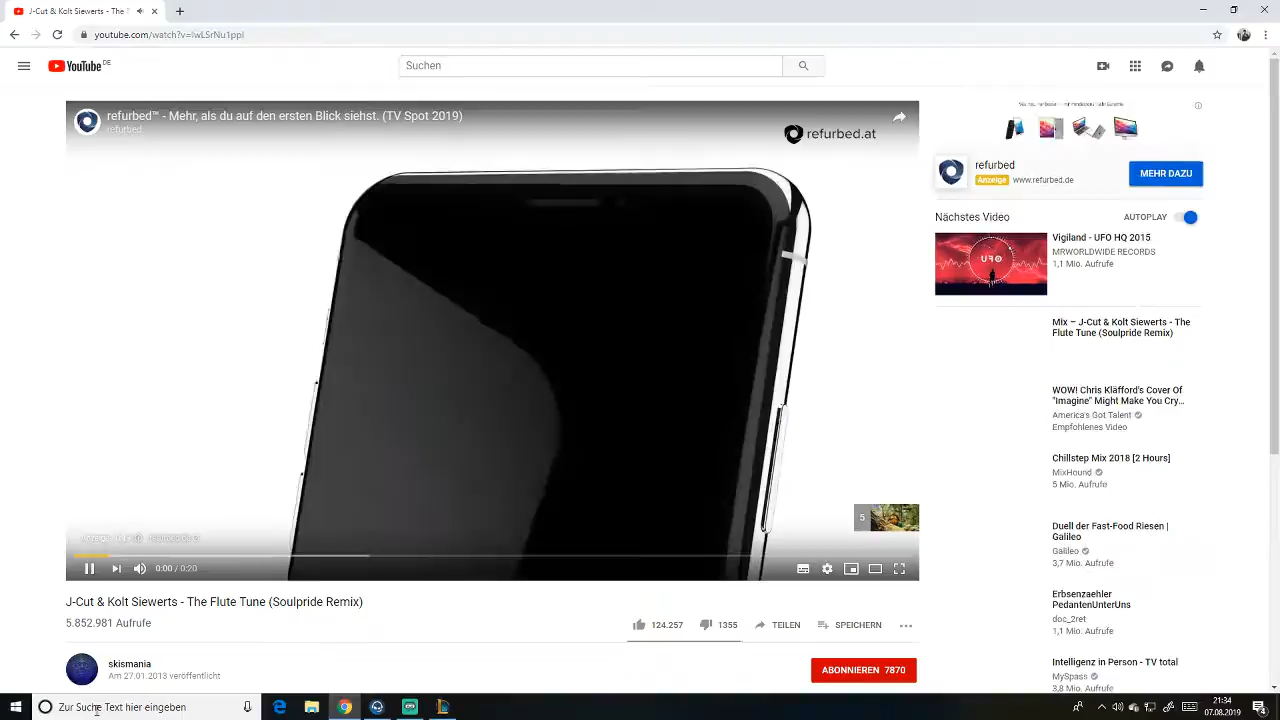 J-Cut & Kolt Siewerts - The
youtube.com/watch?v=IwLSrNu1ppI
YouTube DE
Suchen
refurbed™ - Mehr, als du auf den ersten Blick siehst. (TV Spot 2019)
refurbed
refurbed.at
5
0:00 / 0:20
J-Cut & Kolt Siewerts - The Flute Tune (Soulpride Remix)
5.852.981 Aufrufe
124.257
1355
TEILEN
SPEICHERN
skismania
Am 27.01.2013 veröffentlicht
ABONNIEREN 7870
refurbed
Anzeige www.refurbed.de
MEHR DAZU
Nächstes Video
AUTOPLAY
UFO
Vigiland - UFO HQ 2015
MRWORLDWIDE RECORDS
1,1 Mio. Aufrufe
Mix – J-Cut & Kolt Siewerts - The
Flute Tune (Soulpride Remix)
WOW! Chris Kläfford's Cover Of
"Imagine" Might Make You Cry...
America's Got Talent
Empfohlenes Video
Chillstep Mix 2018 [2 Hours]
MixHound
5 Mio. Aufrufe
Duell der Fast-Food Riesen |
Galileo
Galileo
3,7 Mio. Aufrufe
Erbsenzaehler
PedantenUnterUns
doc_2ret
1,1 Mio. Aufrufe
Intelligenz in Person - TV total
MySpass
3,8 Mio. Aufrufe
Zur Suche Text hier eingeben
21:34
07.08.2019